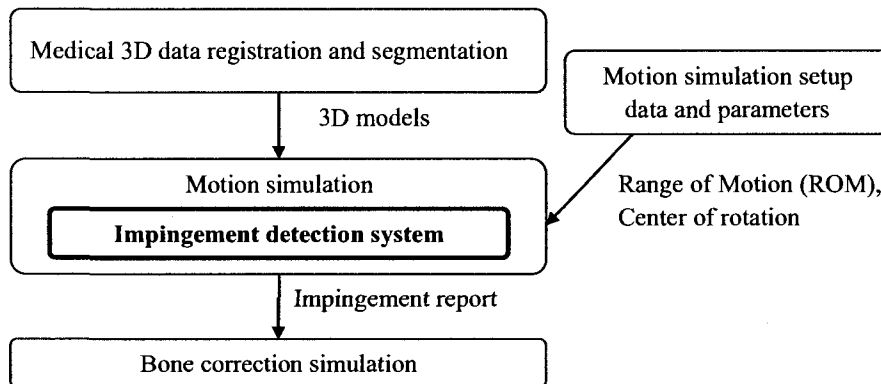 Medical 3D data registration and segmentation
Motion simulation setup
data and parameters
3D models
Motion simulation
Impingement detection system
Range of Motion (ROM),
Center of rotation
Impingement report
Bone correction simulation